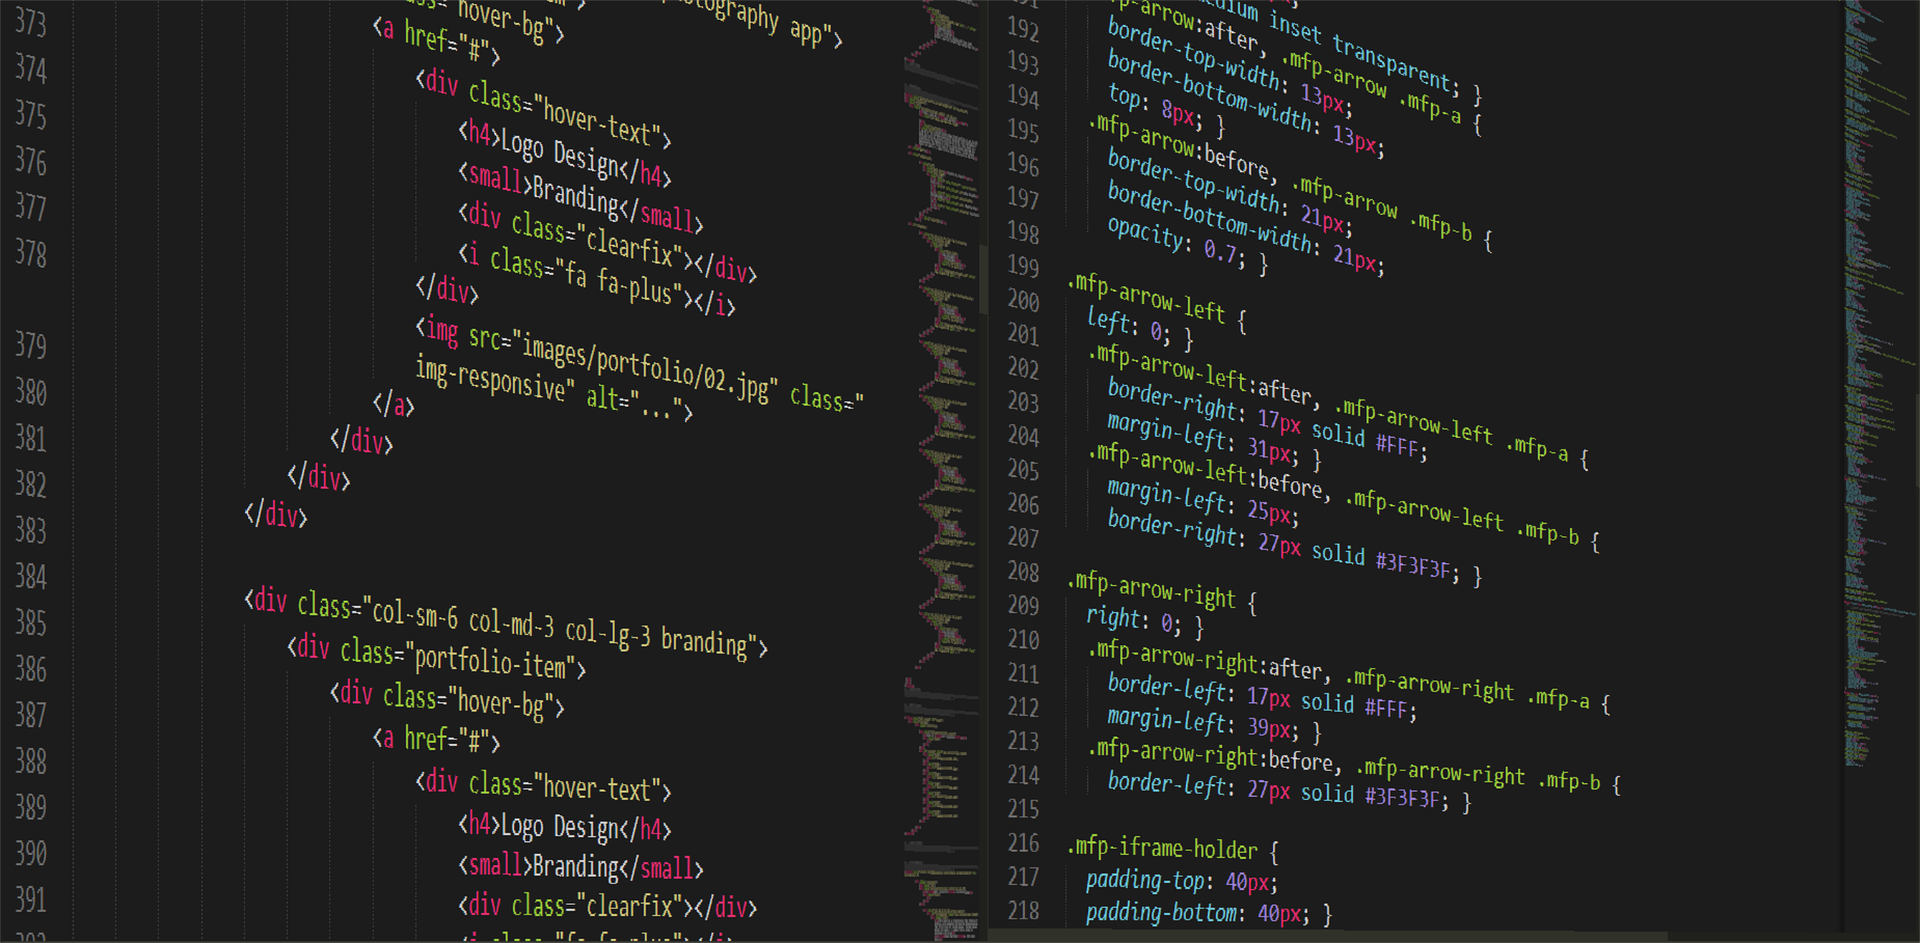 373
374
375
376
377
378
379
380
381
382
383
384
385
386
387
388
389
390
391
hover-bg">
photography app">
<a href="#">
<div class="hover-text">
<h4>Logo Design</h4>
<small>Branding</small>
<div class="clearfix"></div>
<i class="fa fa-plus"></i>
</div>
<img src="images/portfolio/02.jpg" class="
img-responsive" alt="...">
</a>
</div>
</div>
</div>
<div class="col-sm-6 col-md-3 col-lg-3 branding">
<div class="portfolio-item">
<div class="hover-bg">
<a href="#">
<div class="hover-text">
<h4>Logo Design</h4>
<small>Branding</small>
<div class="clearfix"></div>
192
193
194
195
196
197
198
199
200
201
202
203
204
205
206
207
208
209
210
211
212
213
214
215
216
217
218
inset transparent; }
.mfp-arrow:after, .mfp-arrow .mfp-a {
border-top-width: 13px;
border-bottom-width: 13px;
top: 8px; }
.mfp-arrow:before, .mfp-arrow .mfp-b {
border-top-width: 21px;
border-bottom-width: 21px;
opacity: 0.7; }
.mfp-arrow-left {
left: 0; }
.mfp-arrow-left:after, .mfp-arrow-left .mfp-a {
border-right: 17px solid #FFF;
margin-left: 31px; }
.mfp-arrow-left:before, .mfp-arrow-left .mfp-b {
margin-left: 25px;
border-right: 27px solid #3F3F3F; }
.mfp-arrow-right {
right: 0; }
.mfp-arrow-right:after, .mfp-arrow-right .mfp-a {
border-left: 17px solid #FFF;
margin-left: 39px; }
.mfp-arrow-right:before, .mfp-arrow-right .mfp-b {
border-left: 27px solid #3F3F3F; }
.mfp-iframe-holder {
padding-top: 40px;
padding-bottom: 40px; }